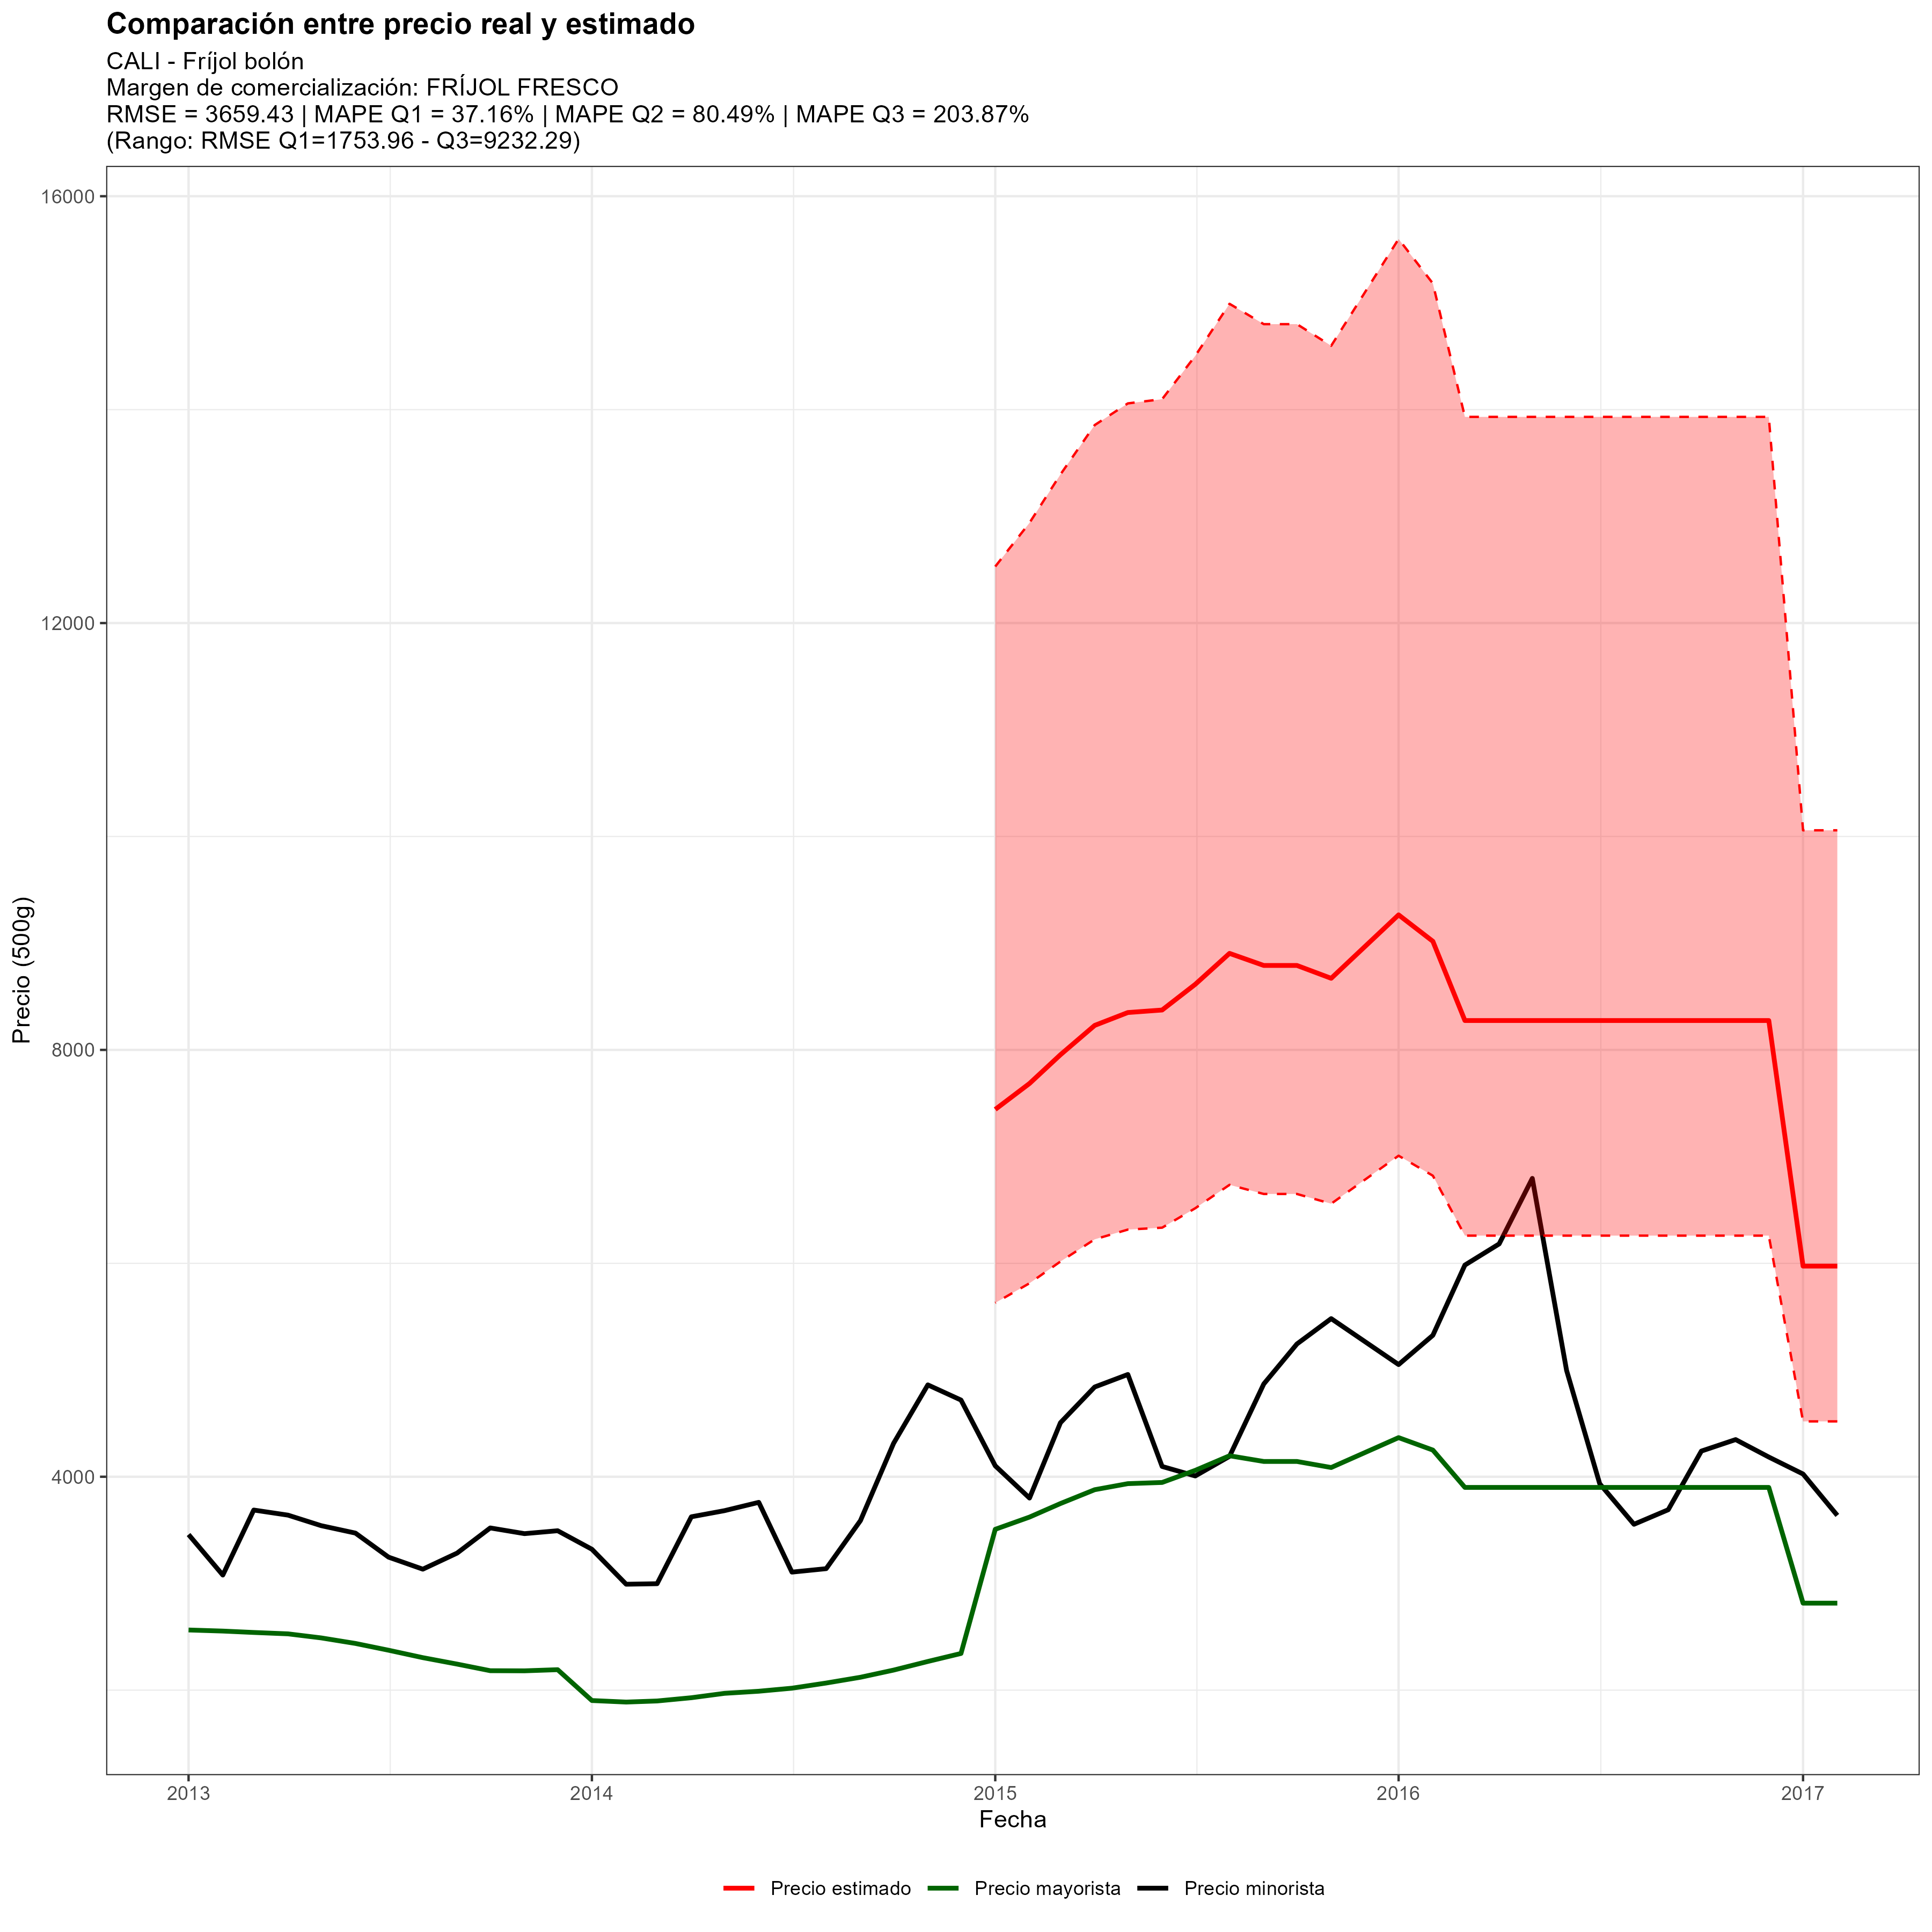 Comparación entre precio real y estimado
CALI - Fríjol bolón
Margen de comercialización: FRÍJOL FRESCO
RMSE = 3659.43 | MAPE Q1 = 37.16% | MAPE Q2 = 80.49% | MAPE Q3 = 203.87%
(Rango: RMSE Q1=1753.96 - Q3=9232.29)
16000
12000
8000
4000
Precio (500g)
2013
2014
2015
2016
2017
Fecha
Precio estimado
Precio mayorista
Precio minorista